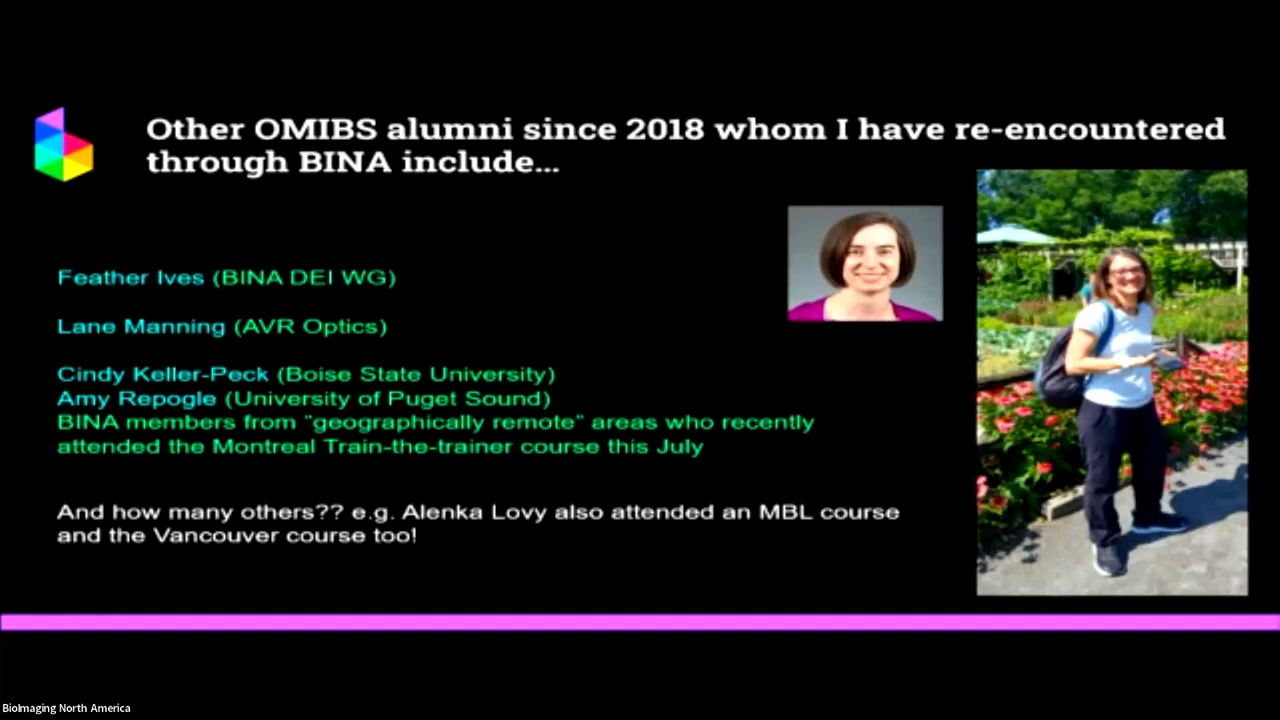 Other OMIBS alumni since 2018 whom I have re-encountered
through BINA include...
Feather Ives (BINA DEI WG)
Lane Manning (AVR Optics)
Cindy Keller-Peck (Boise State University)
Amy Repogle (University of Puget Sound)
BINA members from "geographically remote" areas who recently
attended the Montreal Train-the-trainer course this July
And how many others?? e.g. Alenka Lovy also attended an MBL course
and the Vancouver course too!
BioImaging North America